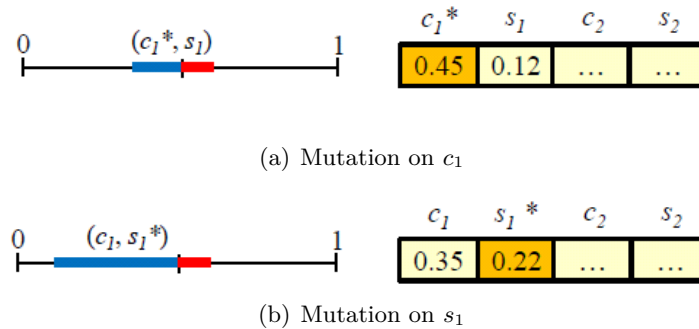 0 (c₁*, s₁) 1
c₁* s₁ c₂ s₂
0.45 0.12 ... ...
(a) Mutation on c₁
0 (c₁, s₁*) 1
c₁ s₁* c₂ s₂
0.35 0.22 ... ...
(b) Mutation on s₁